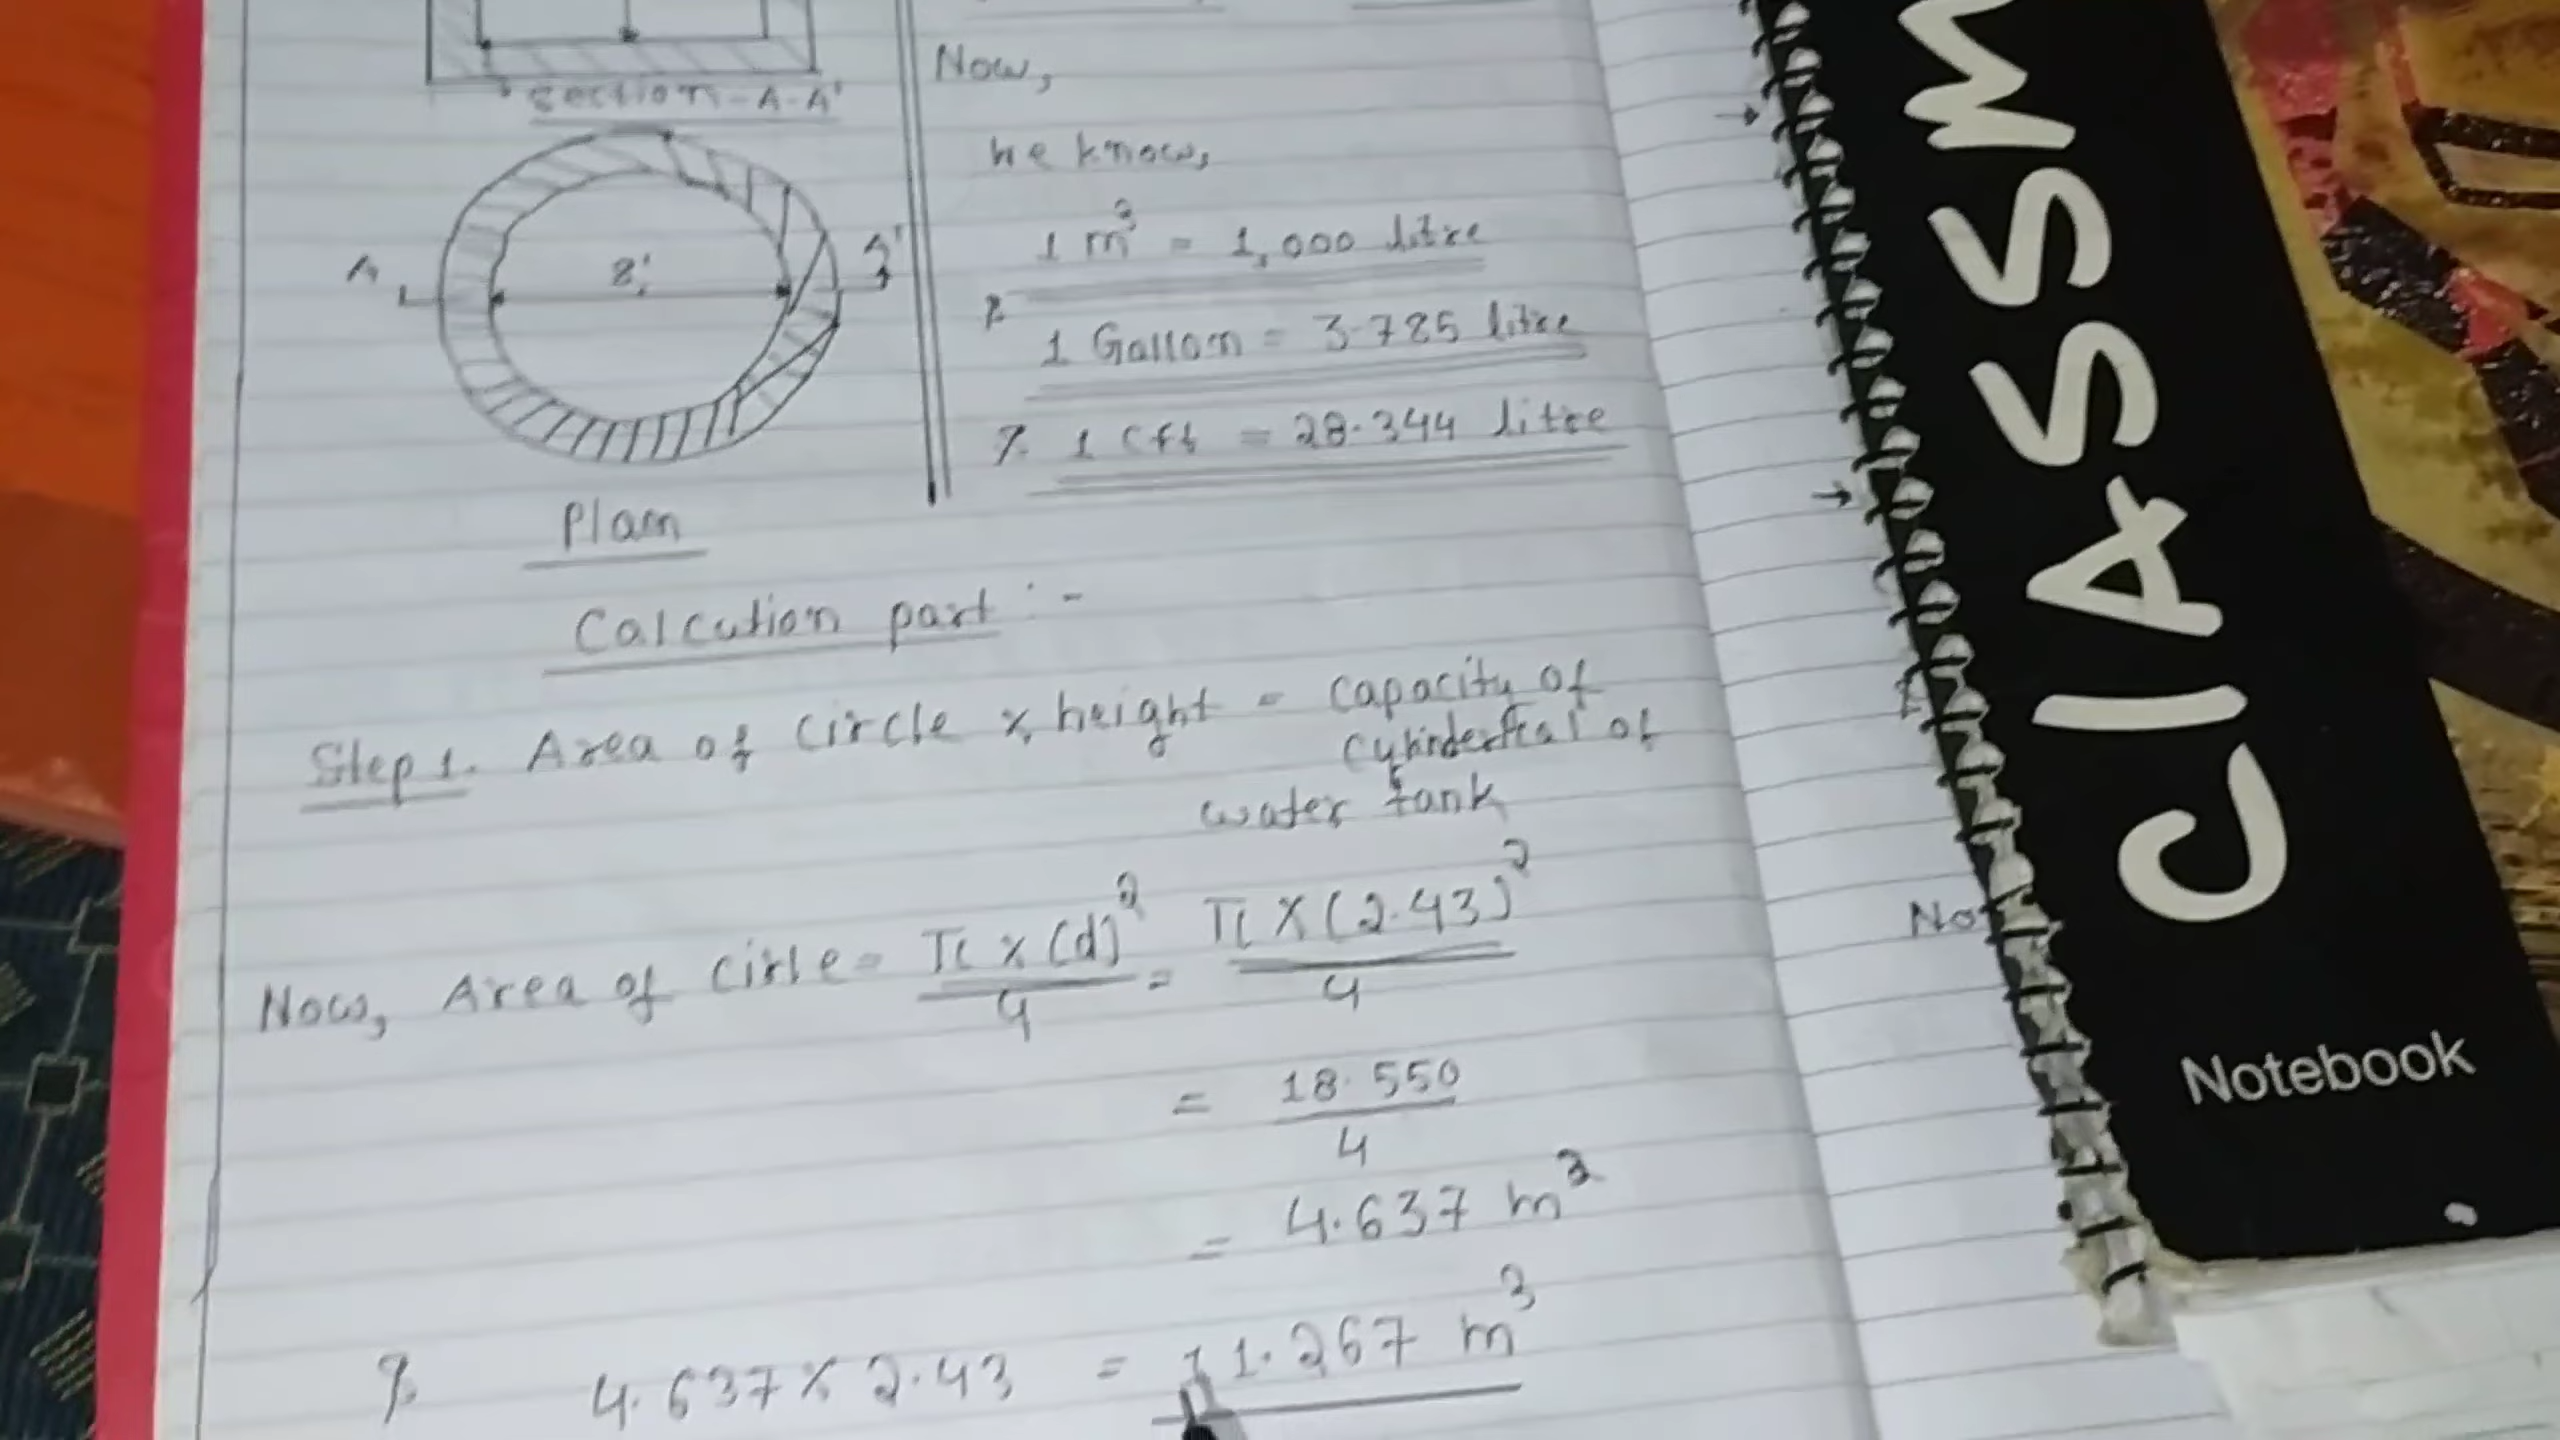 Section-A-A'
A
8'
A'
Plan
Now,
we know,
1 m³ = 1,000 litre
1 Gallon = 3.785 litre
1 Cft = 28.344 litre
Calcution part :-
Step 1. Area of circle x height = capacity of
cylinderical of
water tank
Now, Area of cirle = π x (d)² / 4 = π x (2.43)² / 4
= 18.550 / 4
= 4.637 m²
4.637 x 2.43 = 11.267 m³
No
CLASSM
Notebook